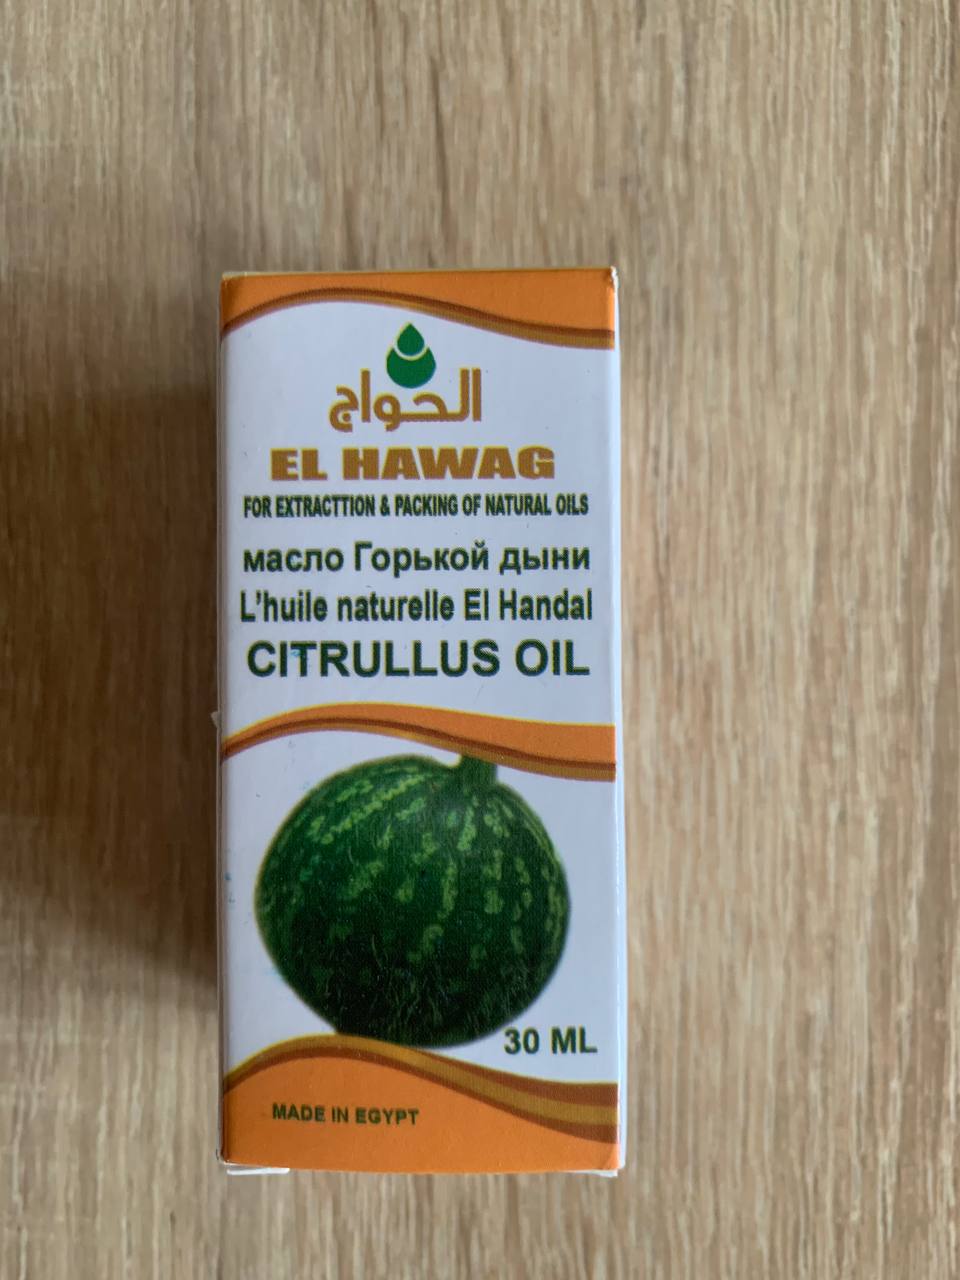 الحواج
EL HAWAG
FOR EXTRACTTION & PACKING OF NATURAL OILS
масло Горькой дыни
L'huile naturelle El Handal
CITRULLUS OIL
30 ML
MADE IN EGYPT